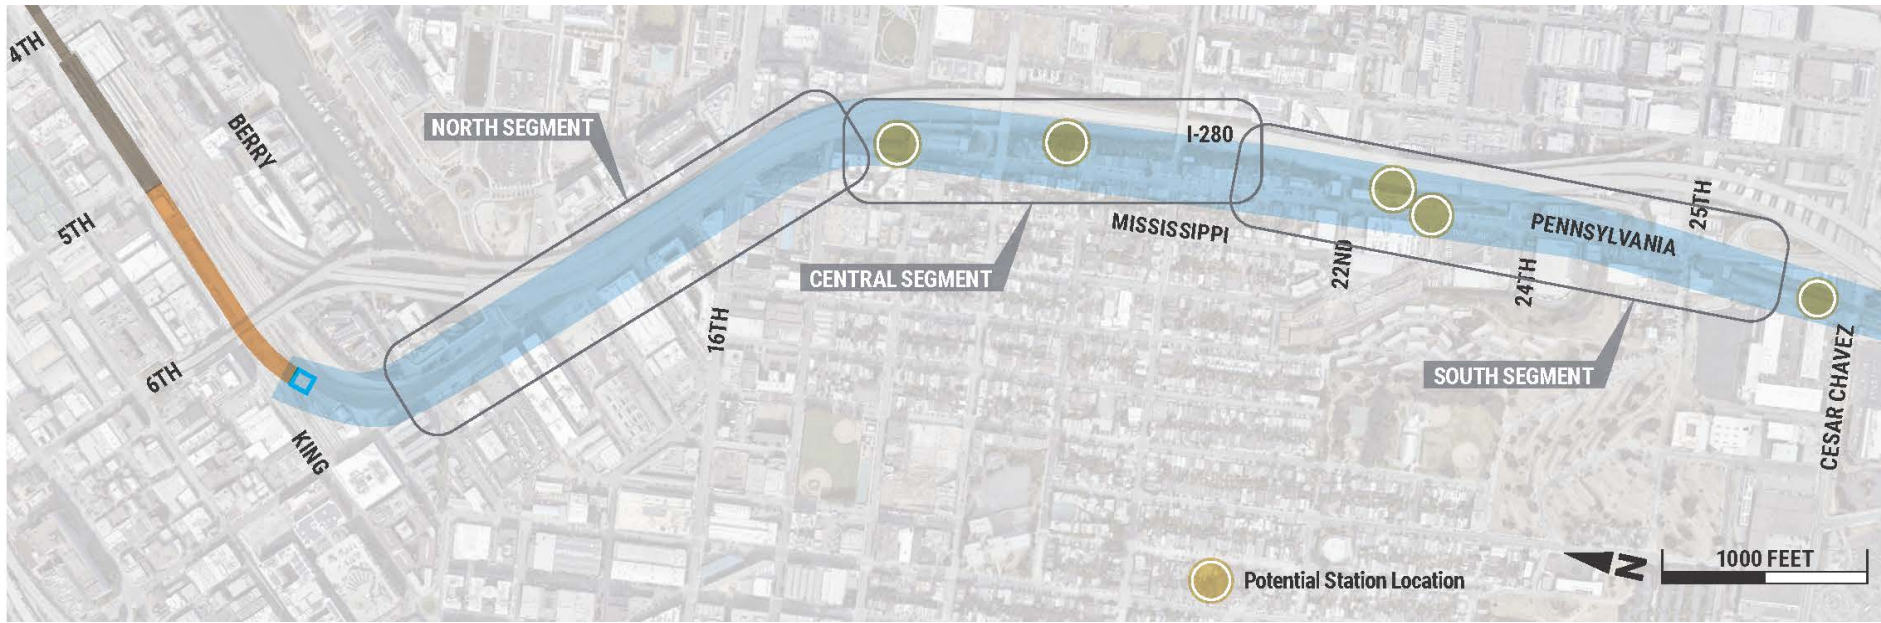 4TH
BERRY
NORTH SEGMENT
I-280
5TH
MISSISSIPPI
PENNSYLVANIA
25TH
CENTRAL SEGMENT
22ND
24TH
16TH
6TH
SOUTH SEGMENT
CESAR CHAVEZ
KING
Potential Station Location
N
1000 FEET